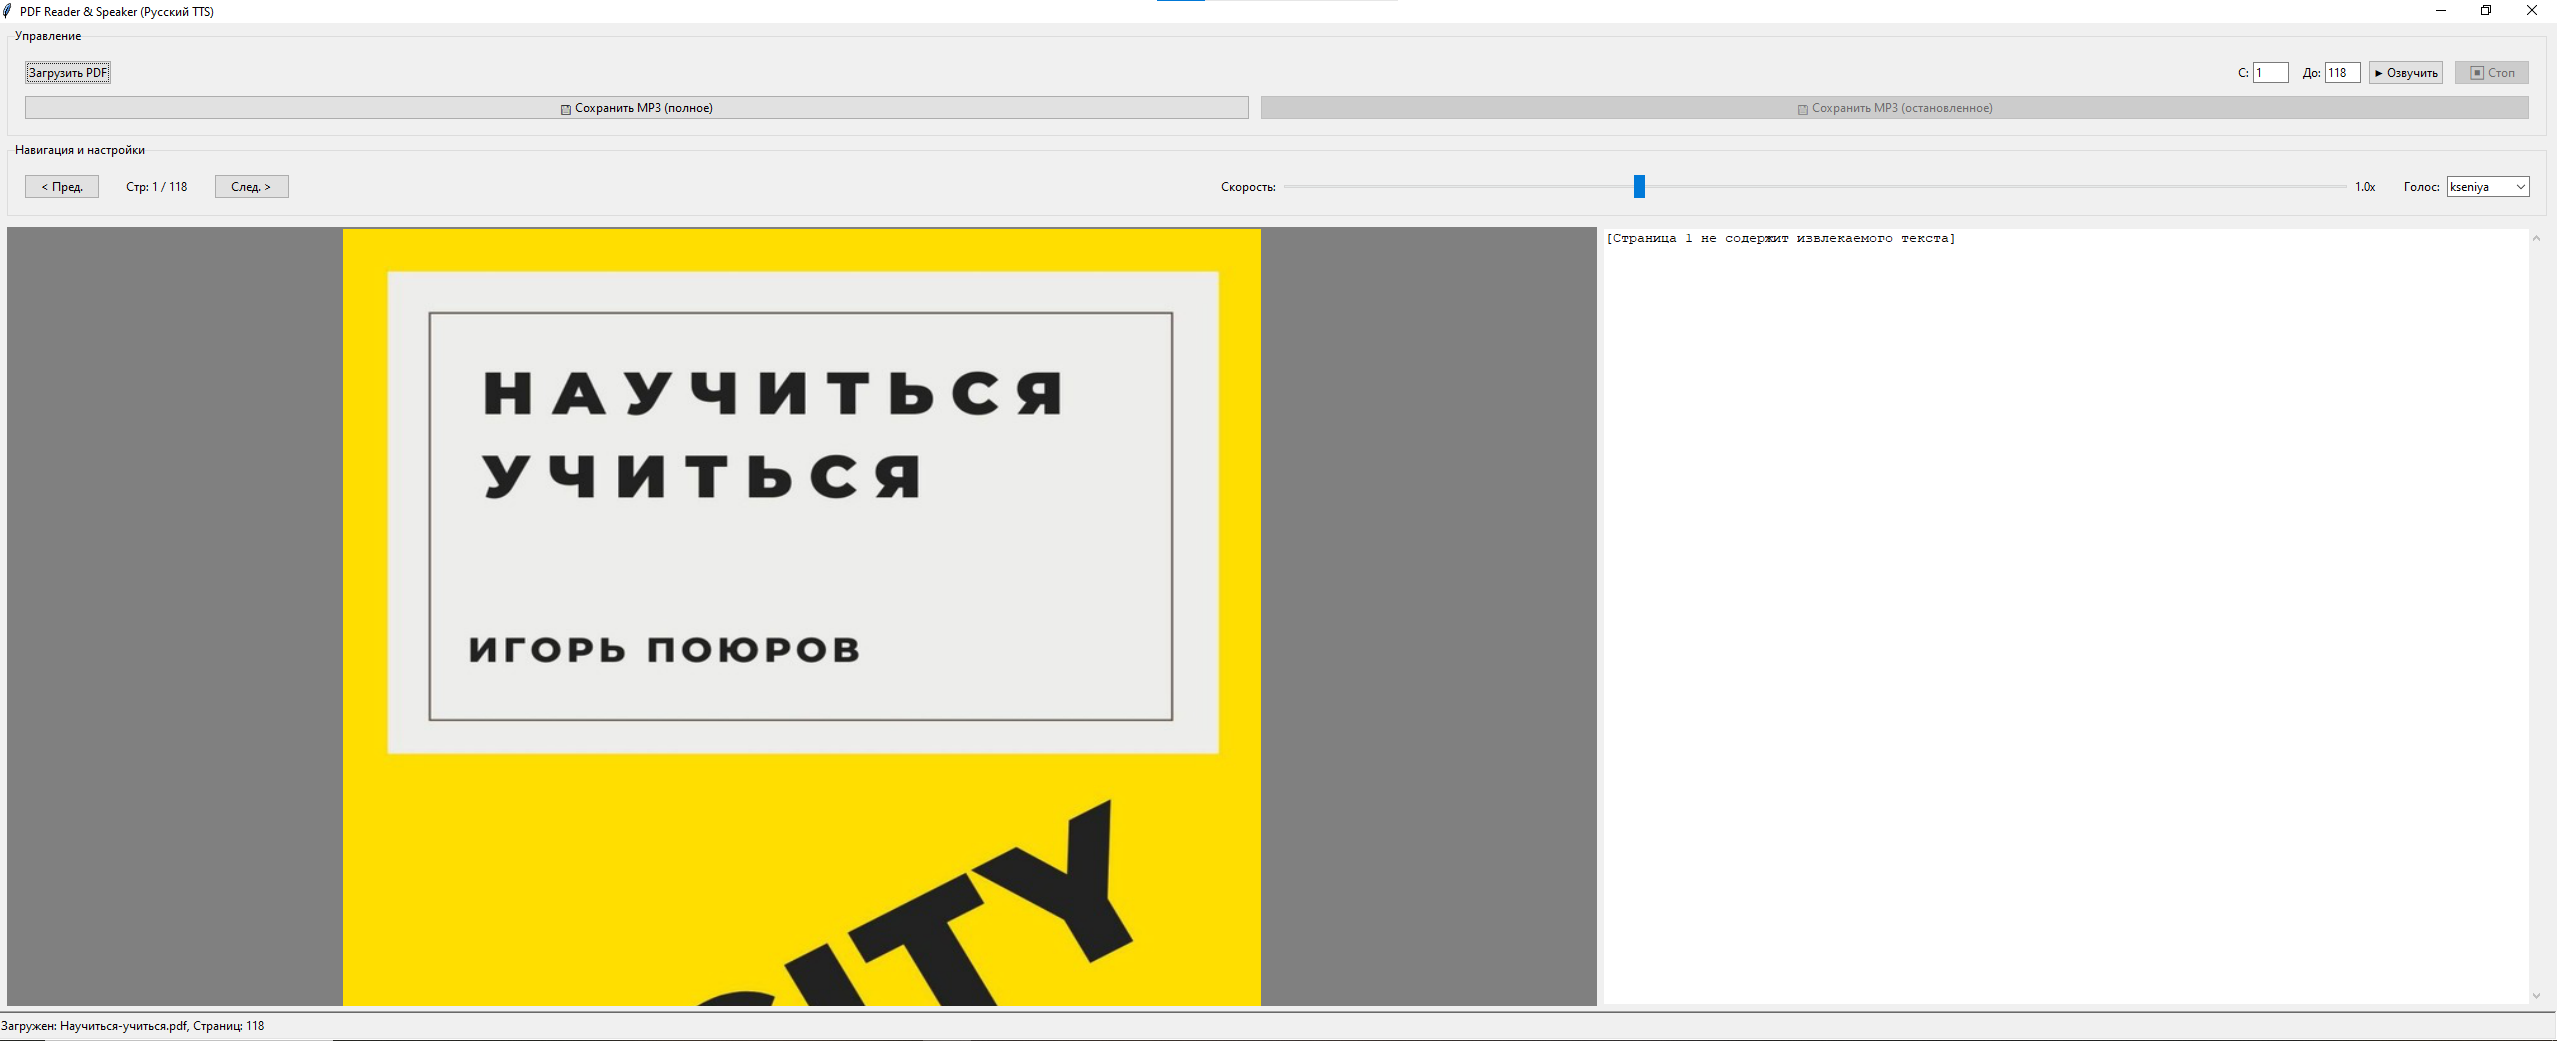 PDF Reader & Speaker (Русский TTS)
Управление
Загрузить PDF
С: 1 До: 118 ► Озвучить Стоп
Сохранить MP3 (полное) Сохранить MP3 (остановленное)
Навигация и настройки
< Пред. Стр: 1 / 118 След. > Скорость: 1.0x Голос: kseniya
[Страница 1 не содержит извлекаемого текста]
НАУЧИТЬСЯ
УЧИТЬСЯ
ИГОРЬ ПОЮРОВ
SITY
Загружен: Научиться-учиться.pdf, Страниц: 118